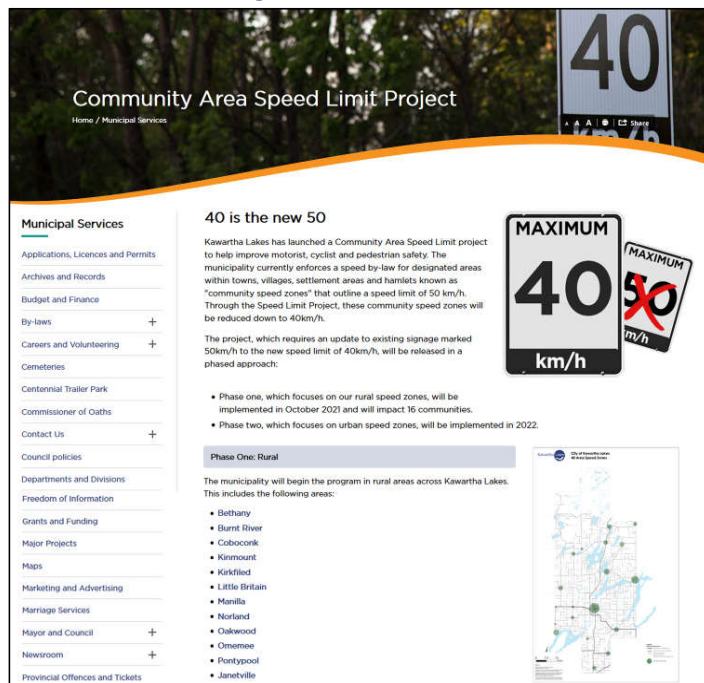 40
Community Area Speed Limit Project
Home / Municipal Services
A A A Share
km/h
Municipal Services
Applications, Licences and Permits
Archives and Records
Budget and Finance
By-laws +
Careers and Volunteering +
Cemeteries
Centennial Trailer Park
Commissioner of Oaths
Contact Us +
Council policies
Departments and Divisions
Freedom of Information
Grants and Funding
Major Projects
Maps
Marketing and Advertising
Marriage Services
Mayor and Council +
Newsroom +
Provincial Offences and Tickets
40 is the new 50
Kawartha Lakes has launched a Community Area Speed Limit project
to help improve motorist, cyclist and pedestrian safety. The
municipality currently enforces a speed by-law for designated areas
within towns, villages, settlement areas and hamlets known as
"community speed zones" that outline a speed limit of 50 km/h.
Through the Speed Limit Project, these community speed zones will
be reduced down to 40km/h.
The project, which requires an update to existing signage marked
50km/h to the new speed limit of 40km/h, will be released in a
phased approach:
• Phase one, which focuses on our rural speed zones, will be
implemented in October 2021 and will impact 16 communities.
• Phase two, which focuses on urban speed zones, will be implemented in 2022.
MAXIMUM
40
km/h
MAXIMUM
50
m/h
Phase One: Rural
The municipality will begin the program in rural areas across Kawartha Lakes.
This includes the following areas:
• Bethany
• Burnt River
• Coboconk
• Kinmount
• Kirkfiled
• Little Britain
• Manilla
• Norland
• Oakwood
• Omemee
• Pontypool
• Janetville
Kawartha
City of Kawartha Lakes
40 Area Speed Zones